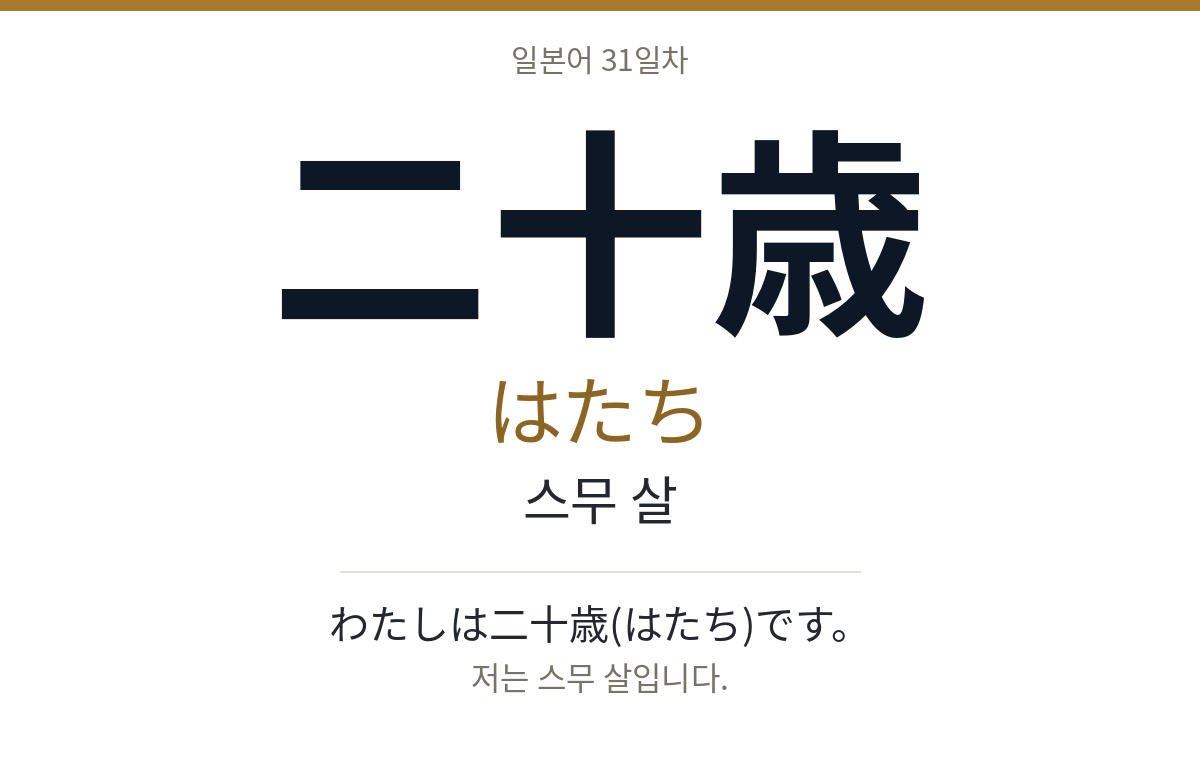 일본어 31일차
二十歳
はたち
스무 살
わたしは二十歳(はたち)です。
저는 스무 살입니다.